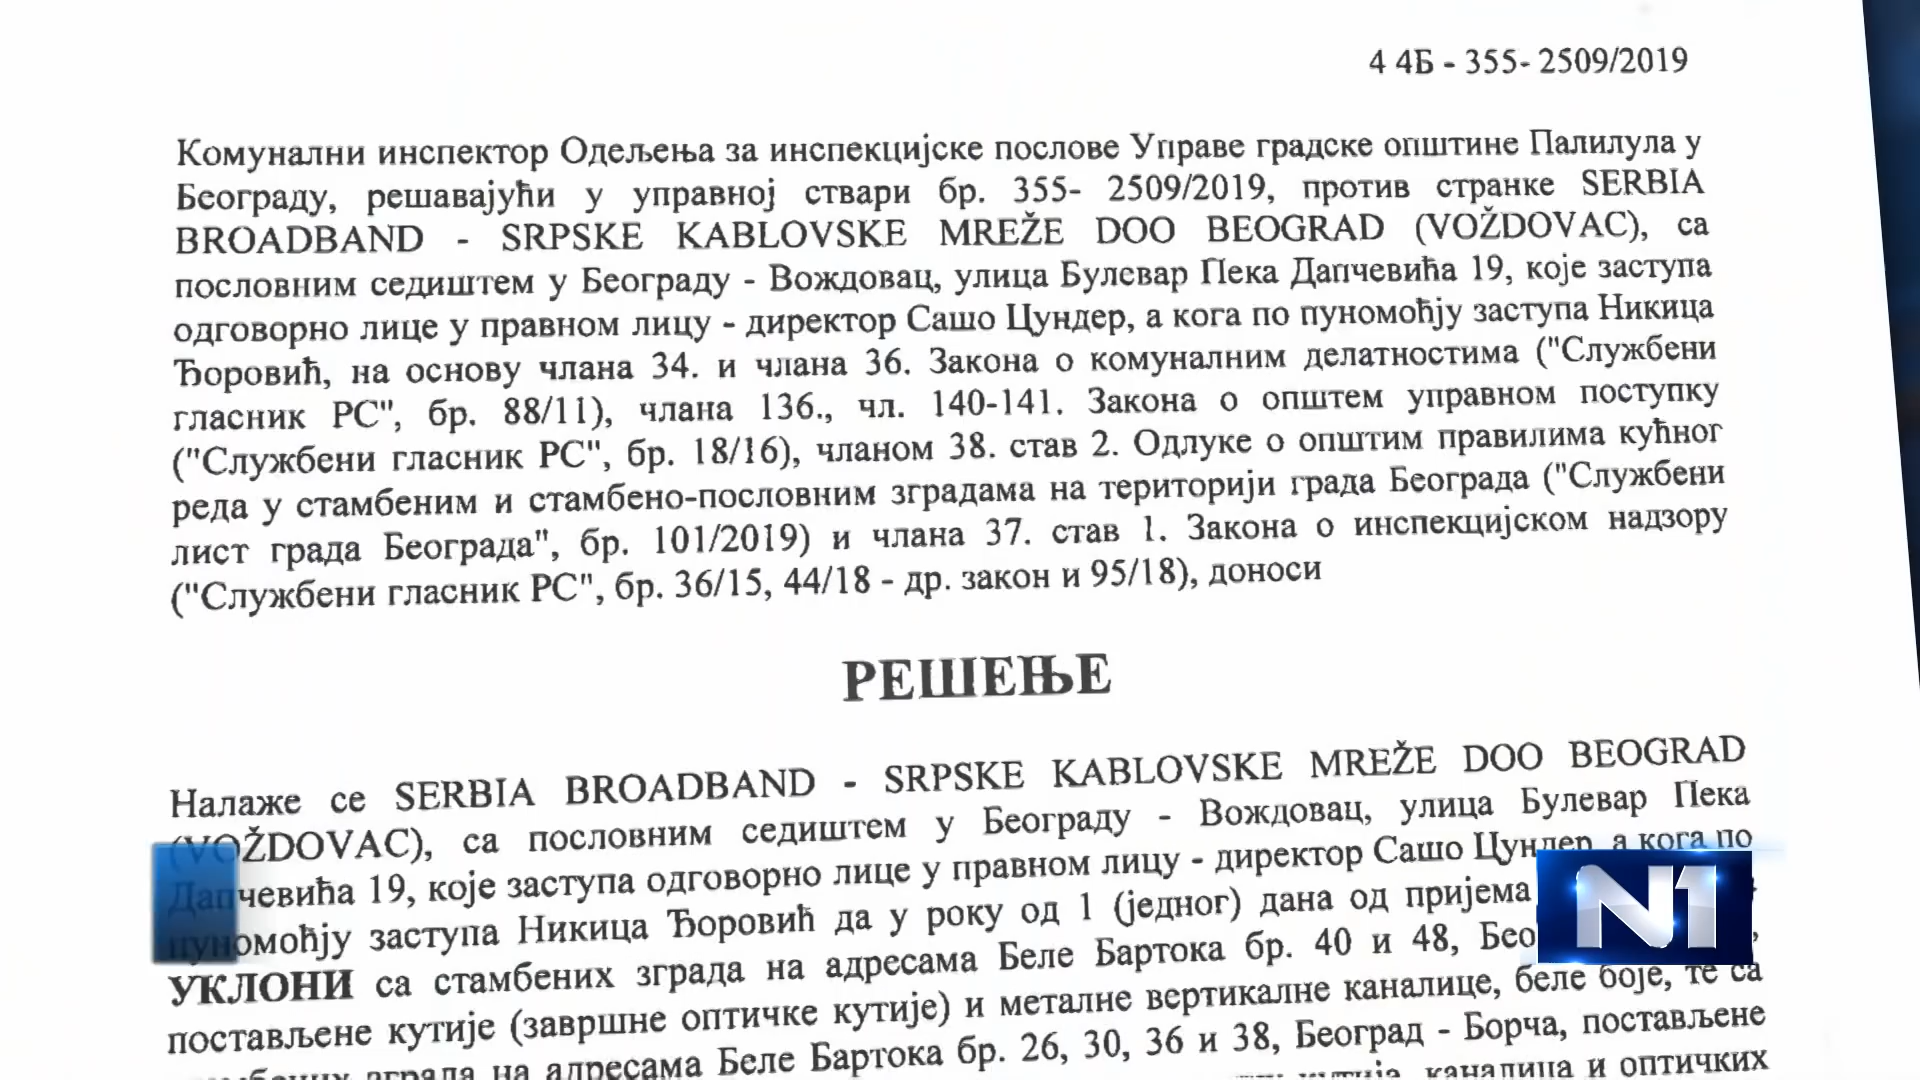 4 4Б - 355- 2509/2019
Комунални инспектор Одељења за инспекцијске послове Управе градске општине Палилула у
Београду, решавајући у управној ствари бр. 355- 2509/2019, против странке SERBIA
BROADBAND - SRPSKE KABLOVSKE MREŽE DOO BEOGRAD (VOŽDOVAC), са
пословним седиштем у Београду - Вождовац, улица Булевар Пека Дапчевића 19, које заступа
одговорно лице у правном лицу - директор Сашо Цундер, а кога по пуномоћју заступа Никица
Ђоровић, на основу члана 34. и члана 36. Закона о комуналним делатностима ("Службени
гласник РС", бр. 88/11), члана 136., чл. 140-141. Закона о општем управном поступку
("Службени гласник РС", бр. 18/16), чланом 38. став 2. Одлуке о општим правилима кућног
реда у стамбеним и стамбено-пословним зградама на територији града Београда ("Службени
лист града Београда", бр. 101/2019) и члана 37. став 1. Закона о инспекцијском надзору
("Службени гласник РС", бр. 36/15, 44/18 - др. закон и 95/18), доноси
РЕШЕЊЕ
Налаже се SERBIA BROADBAND - SRPSKE KABLOVSKE MREŽE DOO BEOGRAD
(VOŽDOVAC), са пословним седиштем у Београду - Вождовац, улица Булевар Пека
Дапчевића 19, које заступа одговорно лице у правном лицу - директор Сашо Цундер, а кога по
пуномоћју заступа Никица Ђоровић да у року од 1 (једног) дана од пријема
УКЛОНИ са стамбених зграда на адресама Беле Бартока бр. 40 и 48,
постављене кутије (завршне оптичке кутије) и металне вертикалне каналице, беле боје, те са
зграда на адресама Беле Бартока бр. 26, 30, 36 и 38, Београд - Борча, постављене
кутија, каналица и оптичких
N1